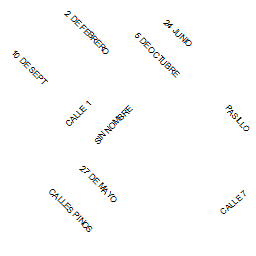 2 DE FEBRERO
24 JUNIO
5 DE OCTUBRE
10 DE SEPT
CALLE 1
SIN NOMBRE
PASILLO
27 DE MAYO
CALLES PINOS
CALLE 7